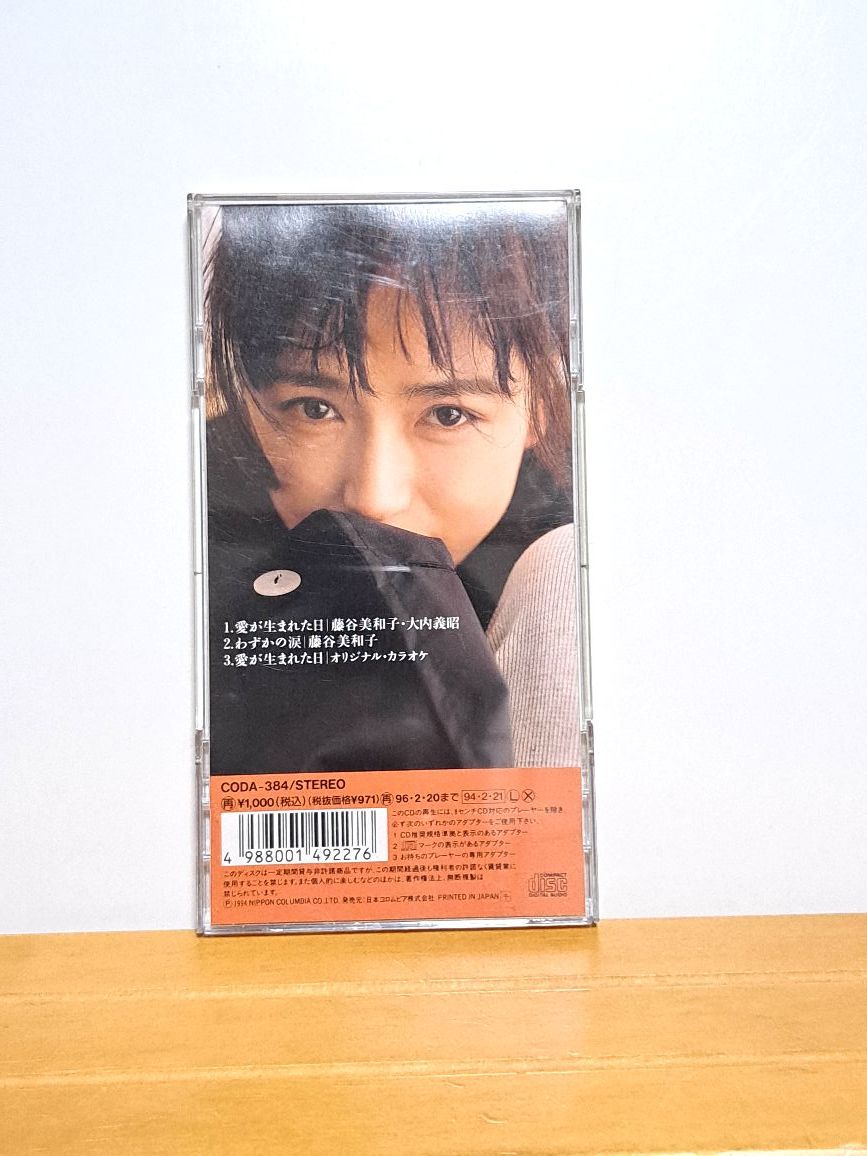 1.愛が生まれた日|藤谷美和子・大内義昭
2.わずかの涙|藤谷美和子
3.愛が生まれた日|オリジナル・カラオケ
CODA-384/STEREO
再 ¥1,000(税込)(税抜価格¥971) 再 96・2・20まで 94・2・21 L X
このCDの再生には、8センチCD対応のプレーヤーを除き、
必ず次のいずれかのアダプターをご使用下さい。
1 CD推奨規格準拠と表示のあるアダプター
2 マークの表示があるアダプター
3 お持ちのプレーヤーの専用アダプター
4 988001 492276
このディスクは一定期間貸与非許諾商品ですが、この期間経過後も権利者の許諾なく賃貸業に
使用することを禁じます。また個人的に楽しむなどのほかは、著作権法上、無断複製は
禁じられています。
Ⓟ1994 NIPPON COLUMBIA CO.,LTD. 発売元:日本コロムビア株式会社 PRINTED IN JAPAN
COMPACT
disc
DIGITAL AUDIO